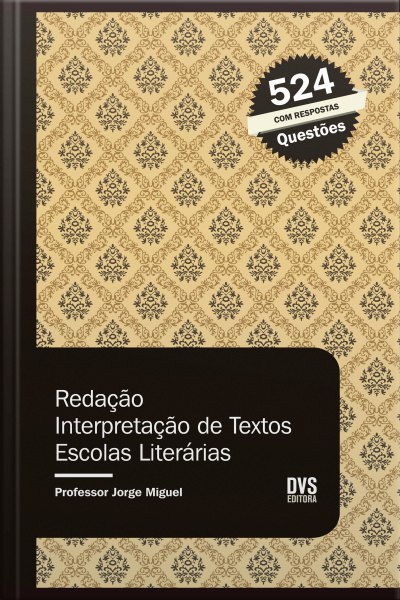 524
COM RESPOSTAS
Questões
Redação
Interpretação de Textos
Escolas Literárias
Professor Jorge Miguel
DVS
EDITORA